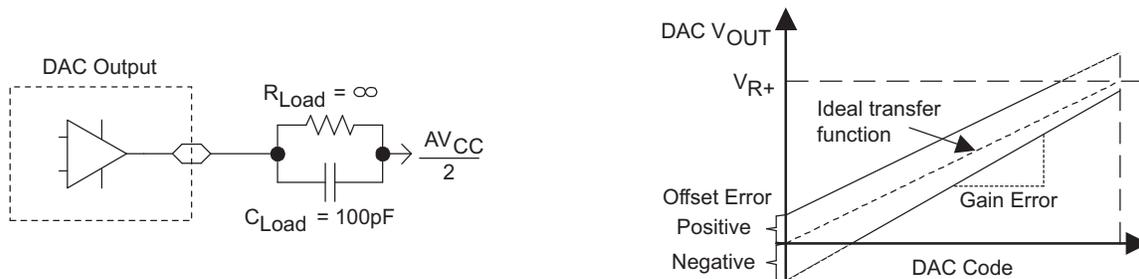 DAC Output
R_Load = ∞
C_Load = 100pF
AV_CC
2
DAC V_OUT
V_R+
Ideal transfer
function
Offset Error
Positive
Negative
Gain Error
DAC Code